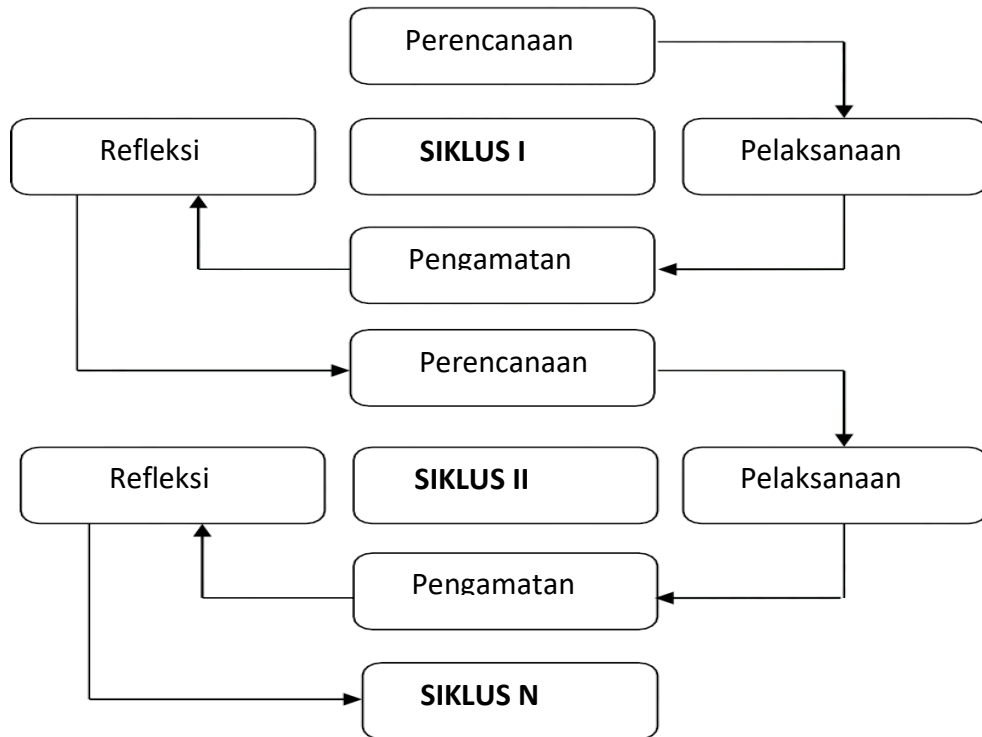 Perencanaan
Refleksi
SIKLUS I
Pelaksanaan
Pengamatan
Perencanaan
Refleksi
SIKLUS II
Pelaksanaan
Pengamatan
SIKLUS N